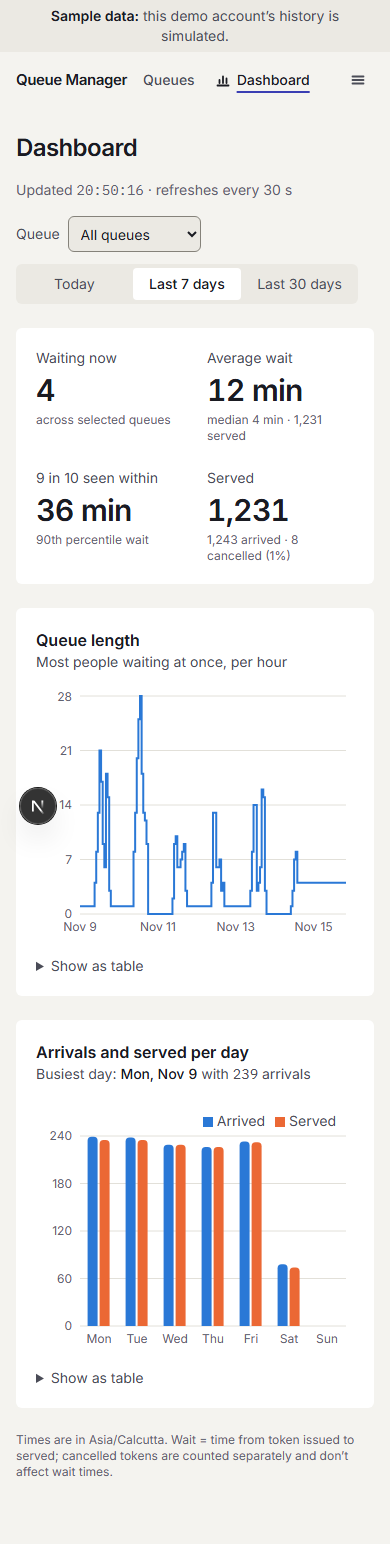 Sample data: this demo account's history is
simulated.
Queue Manager Queues Dashboard
Dashboard
Updated 20:50:16 · refreshes every 30 s
Queue All queues
Today Last 7 days Last 30 days
Waiting now
4
across selected queues
Average wait
12 min
median 4 min · 1,231
served
9 in 10 seen within
36 min
90th percentile wait
Served
1,231
1,243 arrived · 8
cancelled (1%)
Queue length
Most people waiting at once, per hour
28
21
N
14
7
0
Nov 9 Nov 11 Nov 13 Nov 15
Show as table
Arrivals and served per day
Busiest day: Mon, Nov 9 with 239 arrivals
Arrived Served
240
180
120
60
0
Mon Tue Wed Thu Fri Sat Sun
Show as table
Times are in Asia/Calcutta. Wait = time from token issued to
served; cancelled tokens are counted separately and don't
affect wait times.